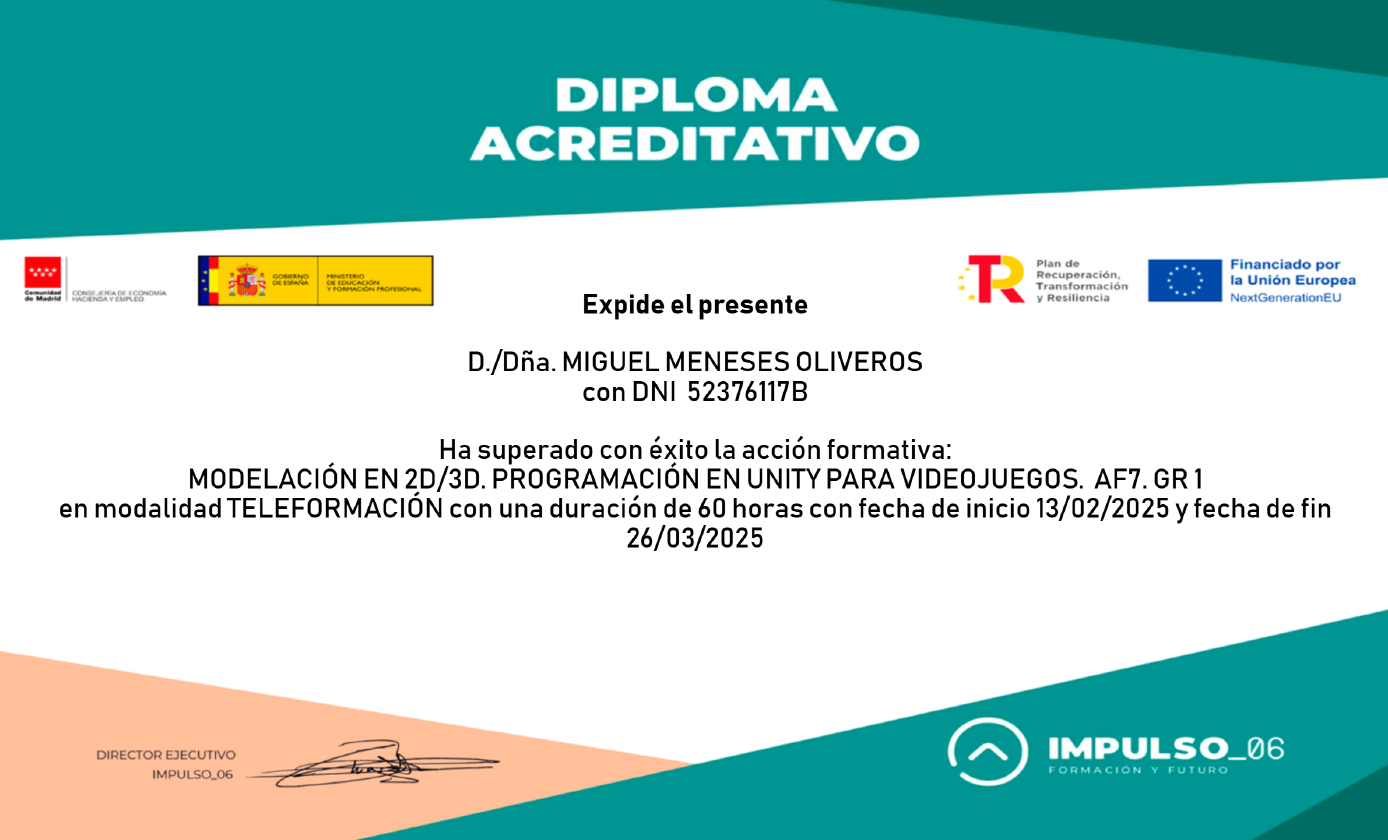 DIPLOMA
ACREDITATIVO
Comunidad
de Madrid
CONSEJERÍA DE ECONOMÍA
HACIENDA Y EMPLEO
GOBIERNO
DE ESPAÑA
MINISTERIO
DE EDUCACIÓN
Y FORMACIÓN PROFESIONAL
Plan de
Recuperación,
Transformación
y Resiliencia
Financiado por
la Unión Europea
NextGenerationEU
Expide el presente
D./Dña. MIGUEL MENESES OLIVEROS
con DNI 52376117B
Ha superado con éxito la acción formativa:
MODELACIÓN EN 2D/3D. PROGRAMACIÓN EN UNITY PARA VIDEOJUEGOS. AF7. GR 1
en modalidad TELEFORMACIÓN con una duración de 60 horas con fecha de inicio 13/02/2025 y fecha de fin
26/03/2025
DIRECTOR EJECUTIVO
IMPULSO_06
IMPULSO_06
FORMACIÓN Y FUTURO